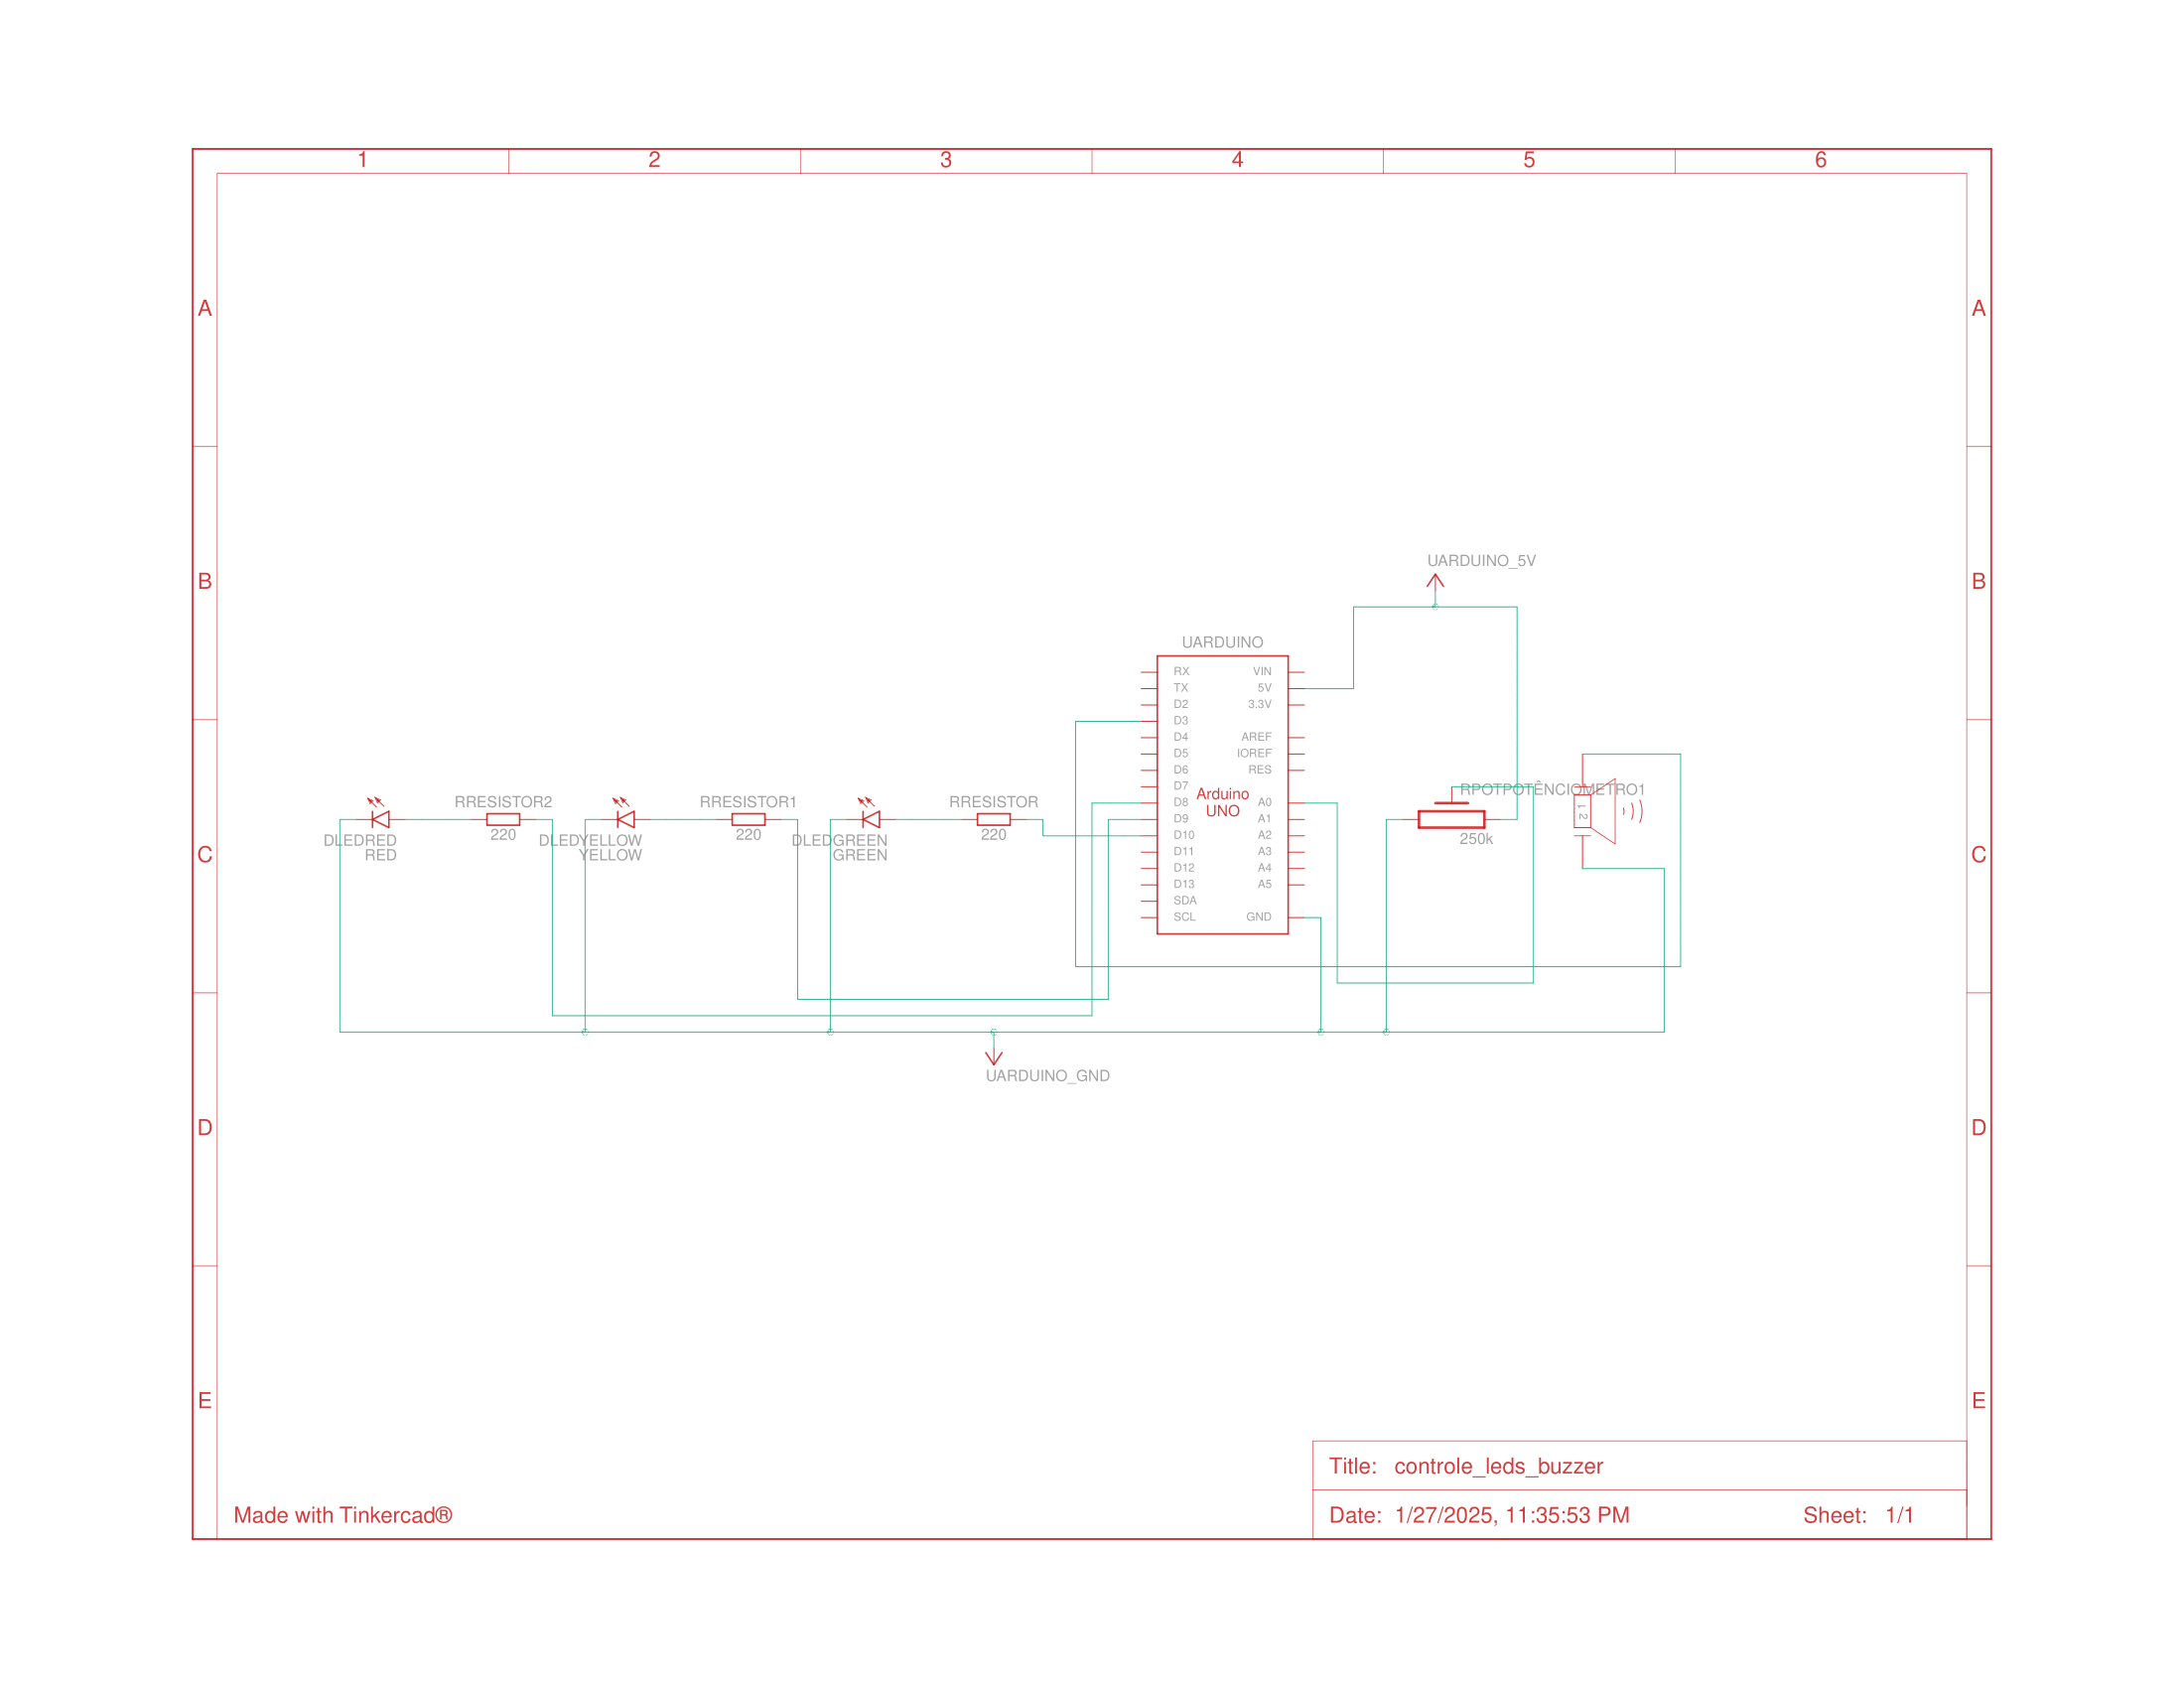 1 2 3 4 5 6
A A
UARDUINO_5V
B B
UARDUINO
RX VIN
TX 5V
D2 3.3V
D3
D4 AREF
D5 IOREF
D6 RES
D7
Arduino
UNO
D8 A0
D9 A1
D10 A2
D11 A3
D12 A4
D13 A5
SDA
SCL GND
RPOTPOTÊNCIOMETRO1
250k
1 2
RRESISTOR2
220
RRESISTOR1
220
RRESISTOR
220
DLEDRED
RED
DLEDYELLOW
YELLOW
DLEDGREEN
GREEN
C C
UARDUINO_GND
D D
E E
Title: controle_leds_buzzer
Made with Tinkercad®
Date: 1/27/2025, 11:35:53 PM Sheet: 1/1